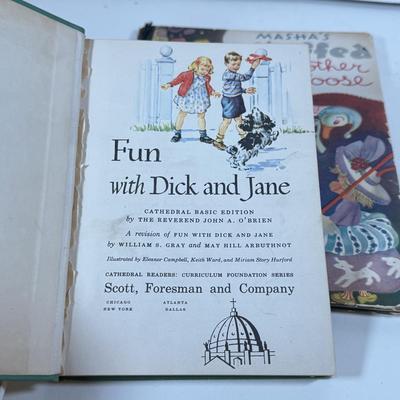 Fun
with Dick and Jane
CATHEDRAL BASIC EDITION
by THE REVEREND JOHN A. O'BRIEN
A revision of FUN WITH DICK AND JANE
by WILLIAM S. GRAY and MAY HILL ARBUTHNOT
Illustrated by Eleanor Campbell, Keith Ward, and Miriam Story Hurford
CATHEDRAL READERS: CURRICULUM FOUNDATION SERIES
Scott, Foresman and Company
CHICAGO ATLANTA
NEW YORK DALLAS
MASHA'S